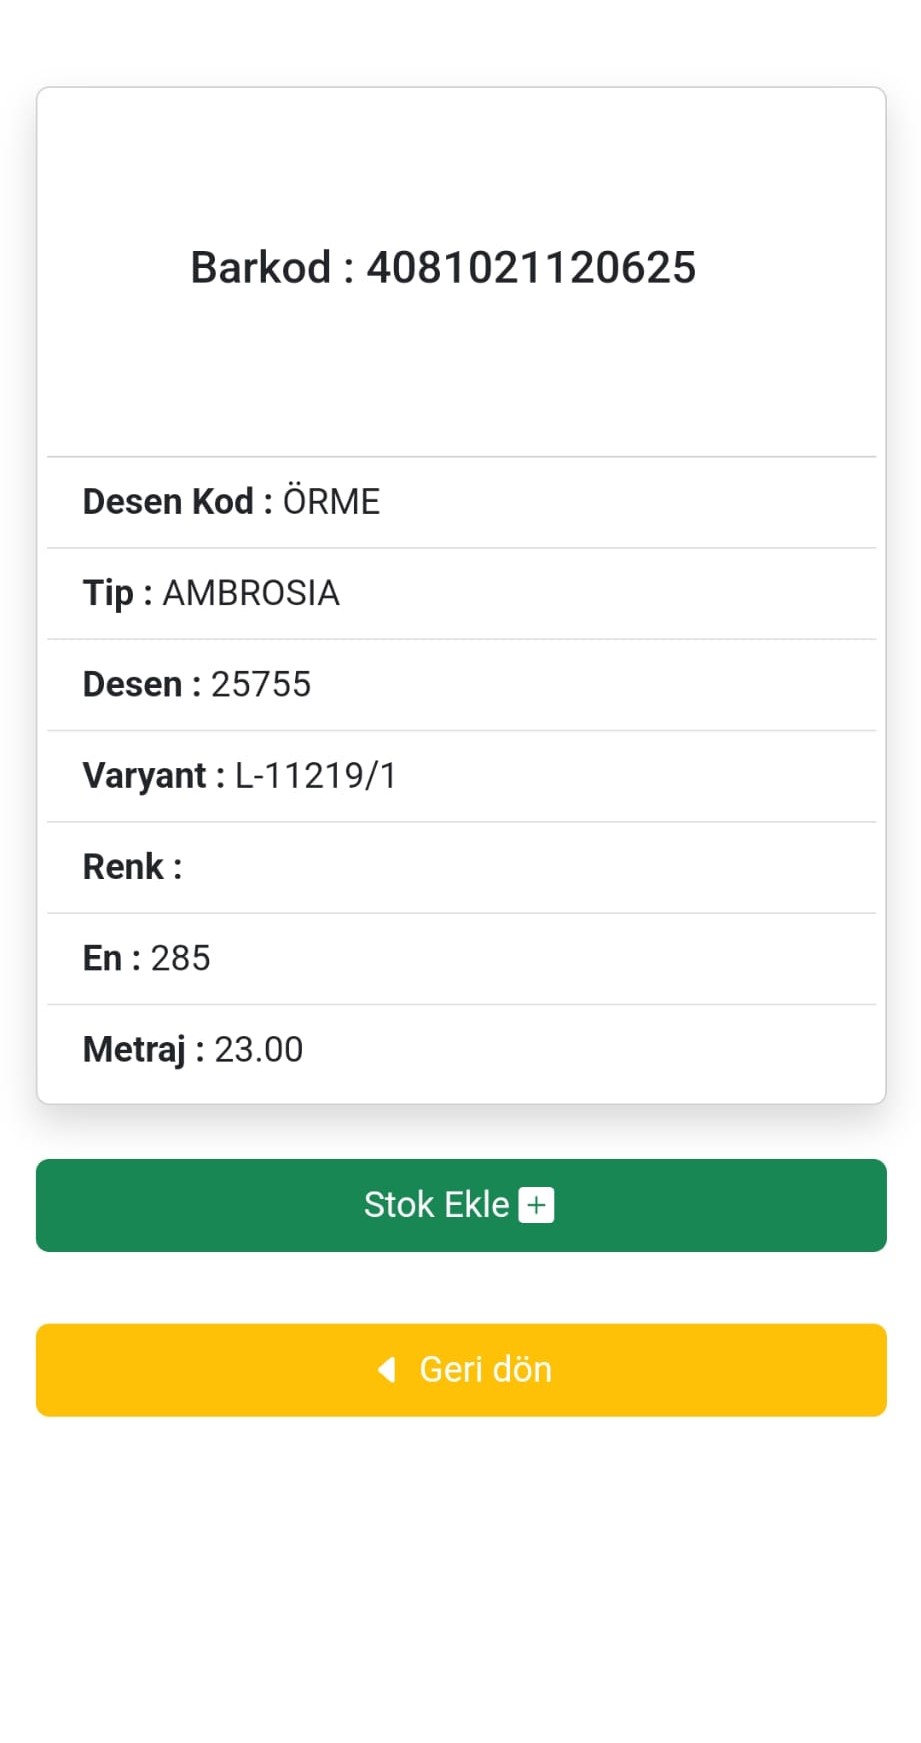 Barkod : 4081021120625
Desen Kod : ÖRME
Tip : AMBROSIA
Desen : 25755
Varyant : L-11219/1
Renk :
En : 285
Metraj : 23.00
Stok Ekle
Geri dön